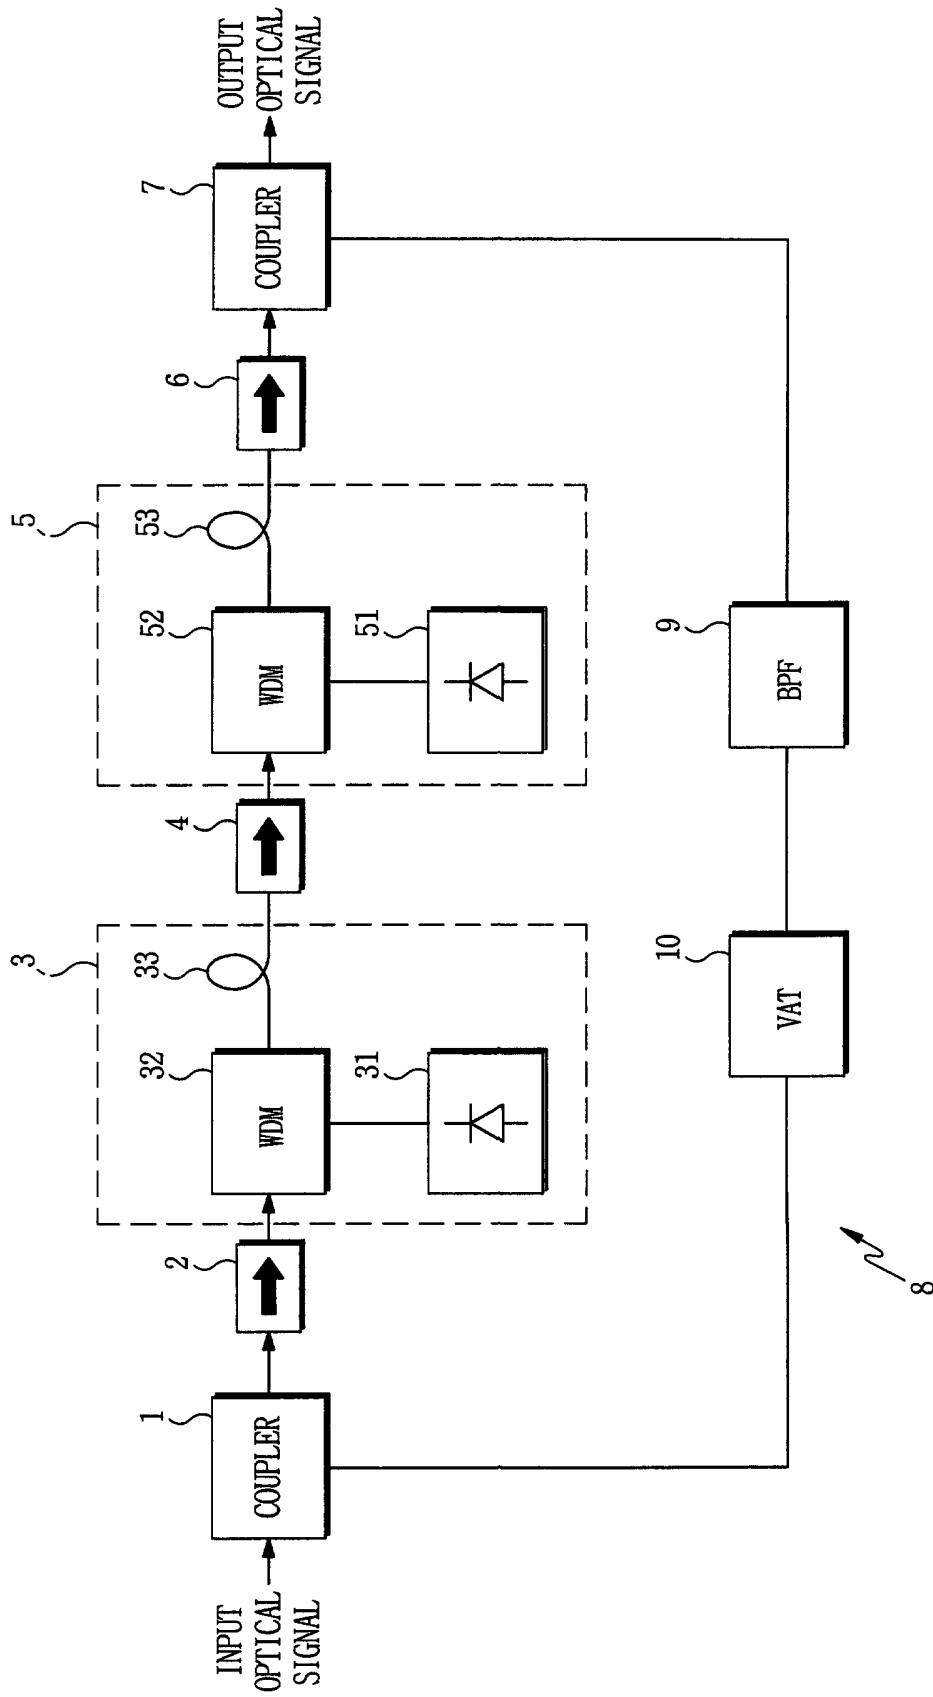 INPUT
OPTICAL
SIGNAL
1
COUPLER
2
3
32
WDM
33
31
4
5
52
WDM
53
51
6
7
COUPLER
OUTPUT
OPTICAL
SIGNAL
10
VAT
9
BPF
8